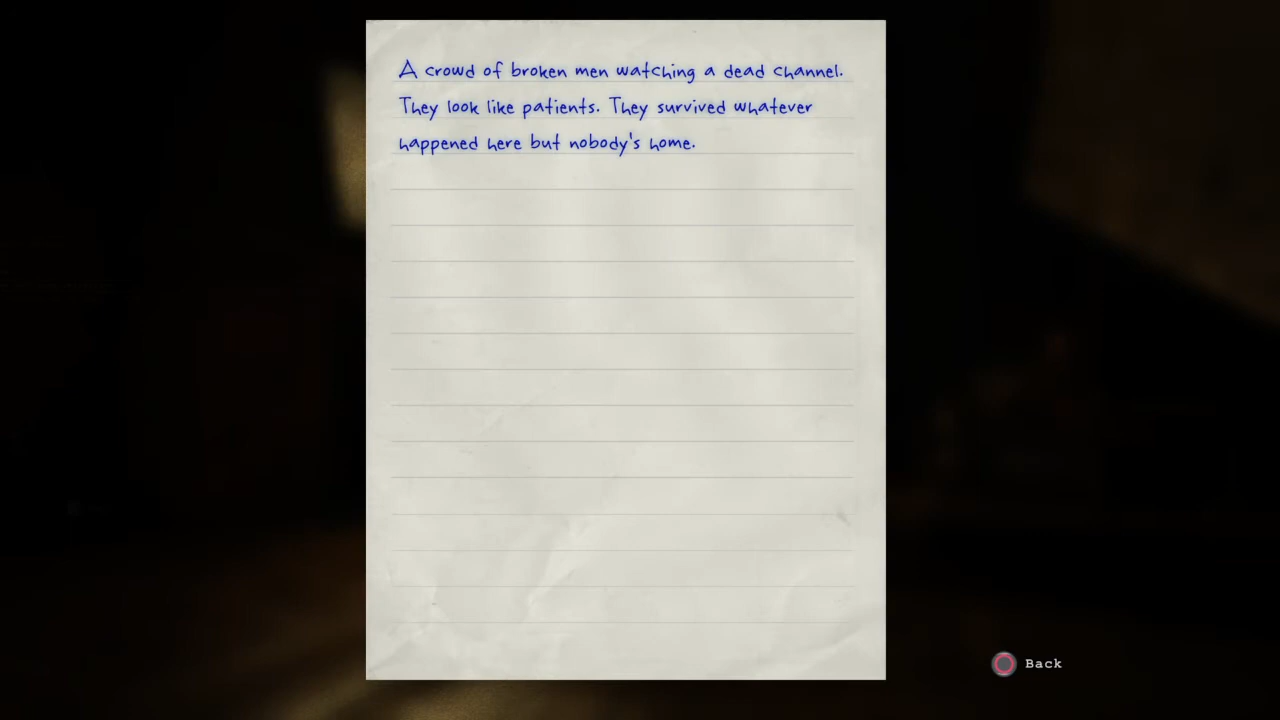 A crowd of broken men watching a dead channel.
They look like patients. They survived whatever
happened here but nobody's home.
Back